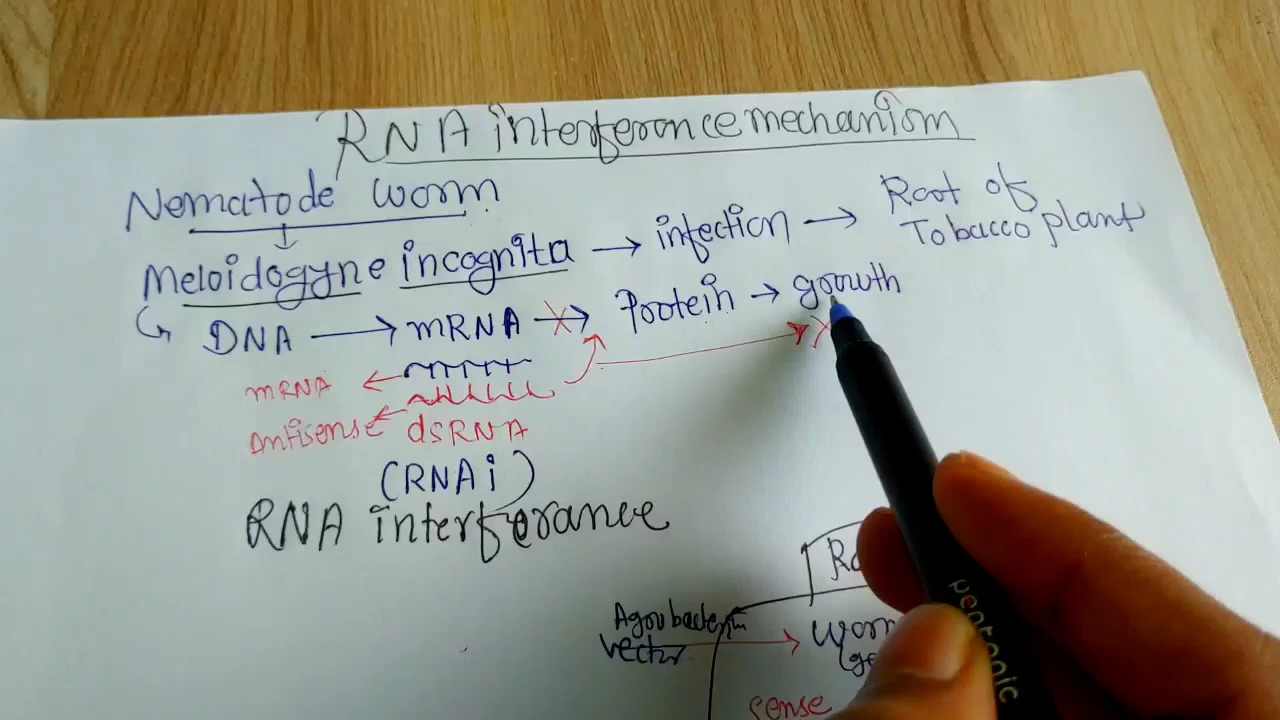 RNA interference mechanism
Nematode worm
Meloidogyne incognita → infection → Root of Tobacco plant
DNA → mRNA → Protein → growth
mRNA
Antisense dsRNA
(RNAi)
RNA interferance
vector
sense
pentonic